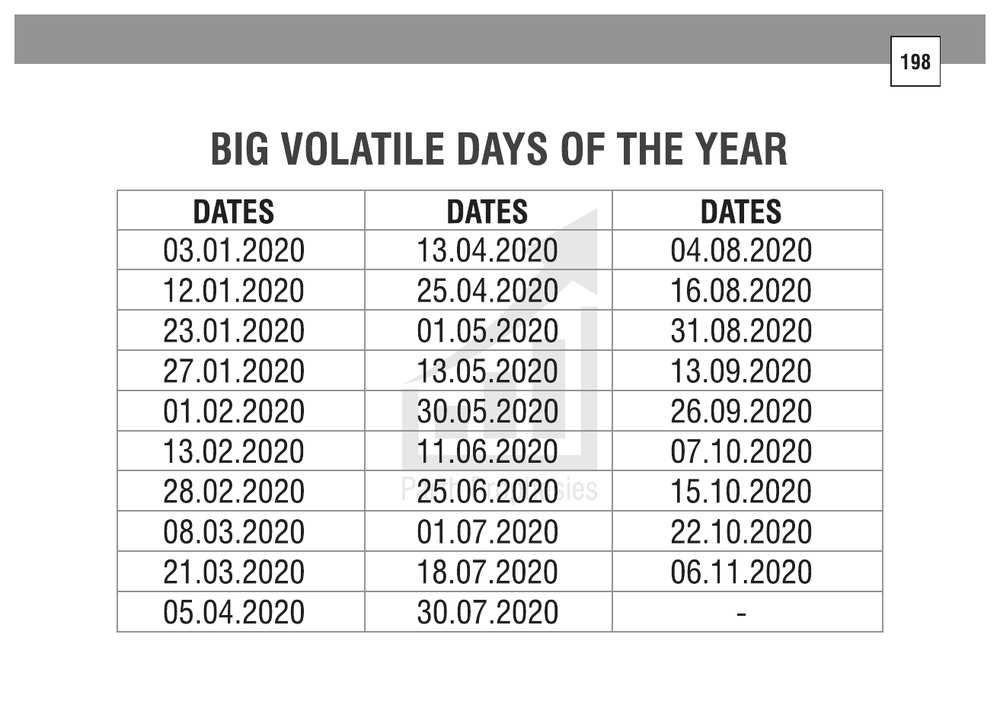 198
BIG VOLATILE DAYS OF THE YEAR
DATES DATES DATES
03.01.2020 13.04.2020 04.08.2020
12.01.2020 25.04.2020 16.08.2020
23.01.2020 01.05.2020 31.08.2020
27.01.2020 13.05.2020 13.09.2020
01.02.2020 30.05.2020 26.09.2020
13.02.2020 11.06.2020 07.10.2020
28.02.2020 25.06.2020 15.10.2020
08.03.2020 01.07.2020 22.10.2020
21.03.2020 18.07.2020 06.11.2020
05.04.2020 30.07.2020 -